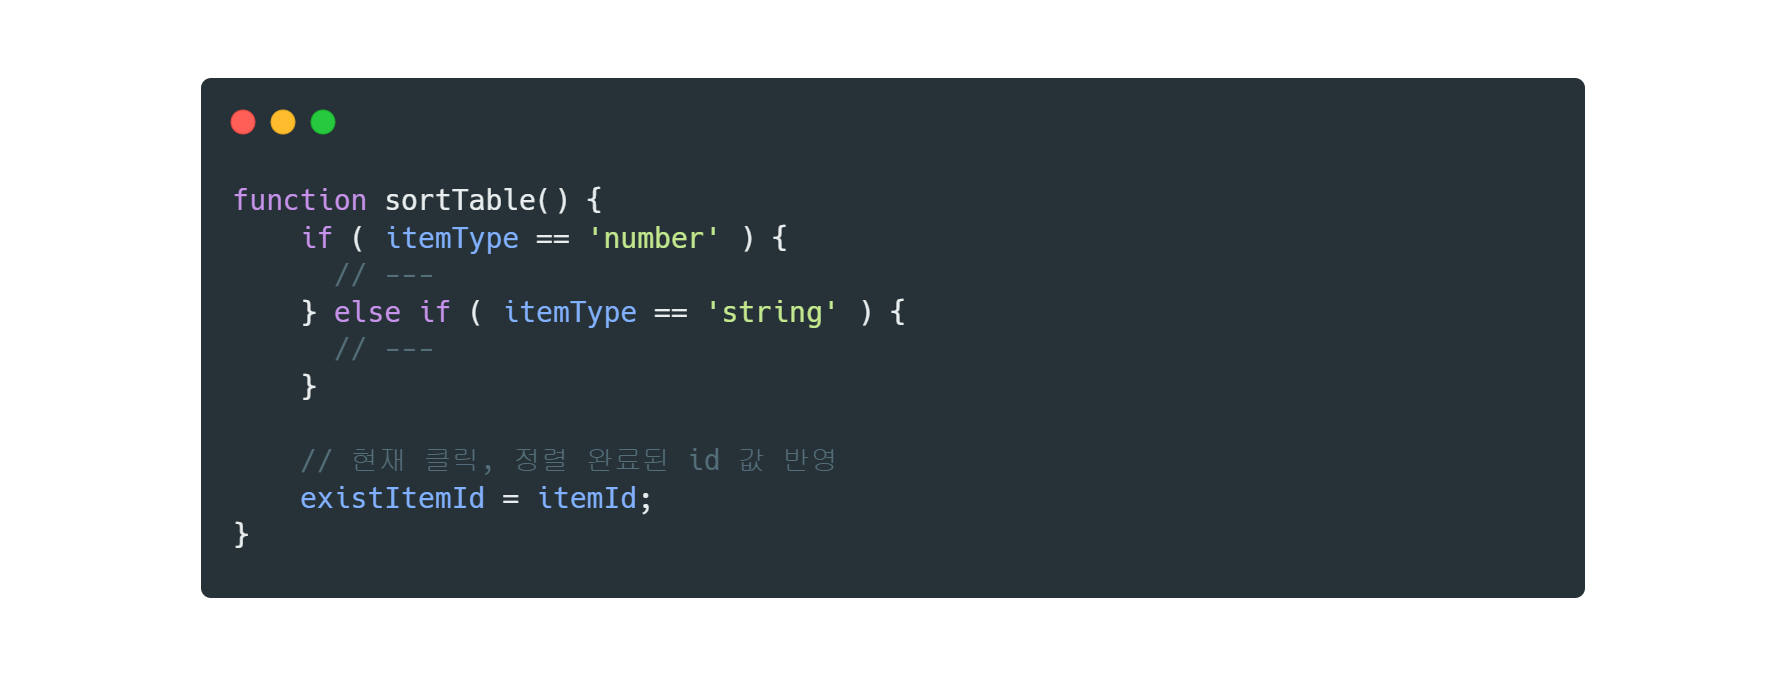 function sortTable() {
    if ( itemType == 'number' ) {
      // ---
    } else if ( itemType == 'string' ) {
      // ---
    }

    // 현재 클릭, 정렬 완료된 id 값 반영
    existItemId = itemId;
}